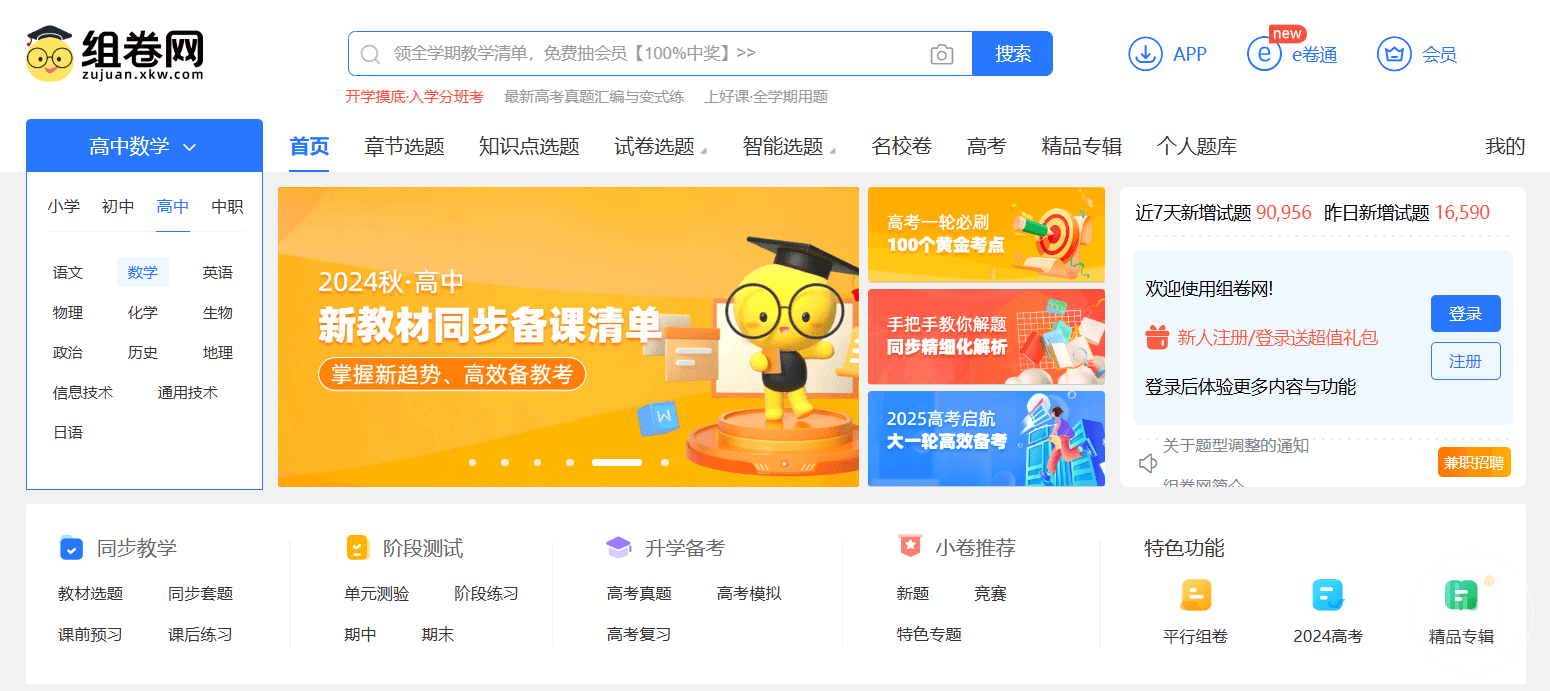 组卷网
zujuan.xkw.com
领全学期教学清单，免费抽会员【100%中奖】>>
搜索
APP
e卷通
new
会员
开学摸底·入学分班考 最新高考真题汇编与变式练 上好课·全学期用题
高中数学
首页 章节选题 知识点选题 试卷选题 智能选题 名校卷 高考 精品专辑 个人题库 我的
小学 初中 高中 中职
语文 数学 英语
物理 化学 生物
政治 历史 地理
信息技术 通用技术
日语
2024秋·高中
新教材同步备课清单
掌握新趋势、高效备教考
W
高考一轮必刷
100个黄金考点
手把手教你解题
同步精细化解析
2025高考启航
大一轮高效备考
近7天新增试题 90,956 昨日新增试题 16,590
欢迎使用组卷网!
新人注册/登录送超值礼包
登录后体验更多内容与功能
登录
注册
关于题型调整的通知
组卷网简介
兼职招聘
同步教学
教材选题 同步套题
课前预习 课后练习
阶段测试
单元测验 阶段练习
期中 期末
升学备考
高考真题 高考模拟
高考复习
小卷推荐
新题 竞赛
特色专题
特色功能
平行组卷 2024高考 精品专辑